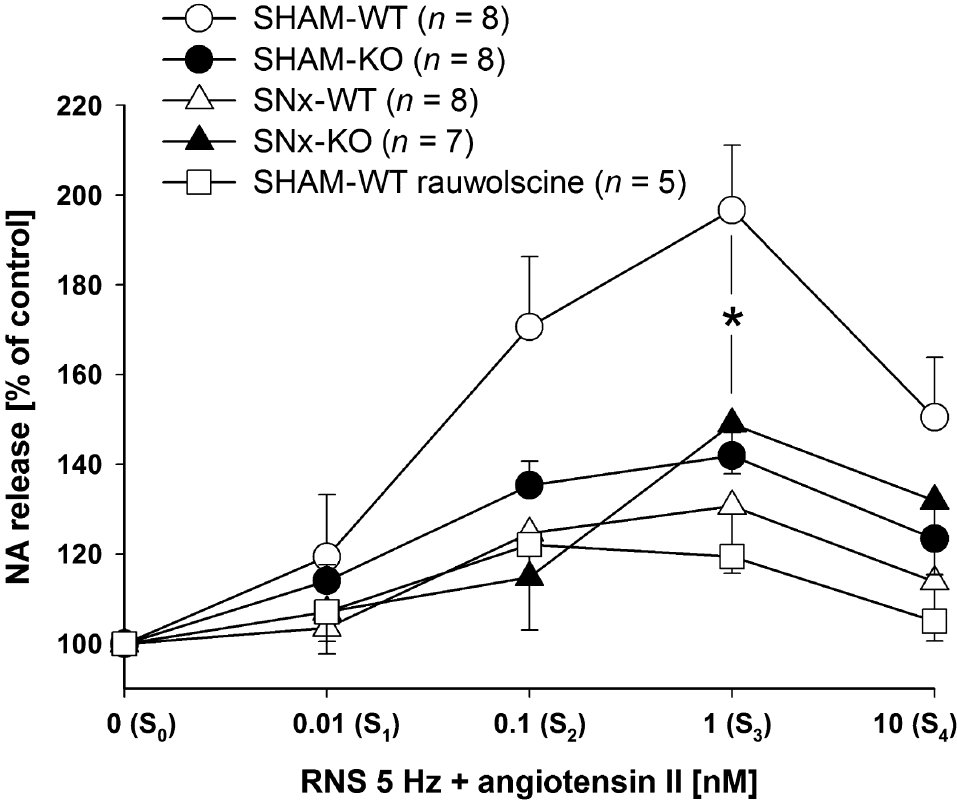 SHAM-WT (n = 8)
SHAM-KO (n = 8)
SNx-WT (n = 8)
SNx-KO (n = 7)
SHAM-WT rauwolscine (n = 5)
220
200
180
160
140
120
100
NA release [% of control]
*
0 (S0) 0.01 (S1) 0.1 (S2) 1 (S3) 10 (S4)
RNS 5 Hz + angiotensin II [nM]